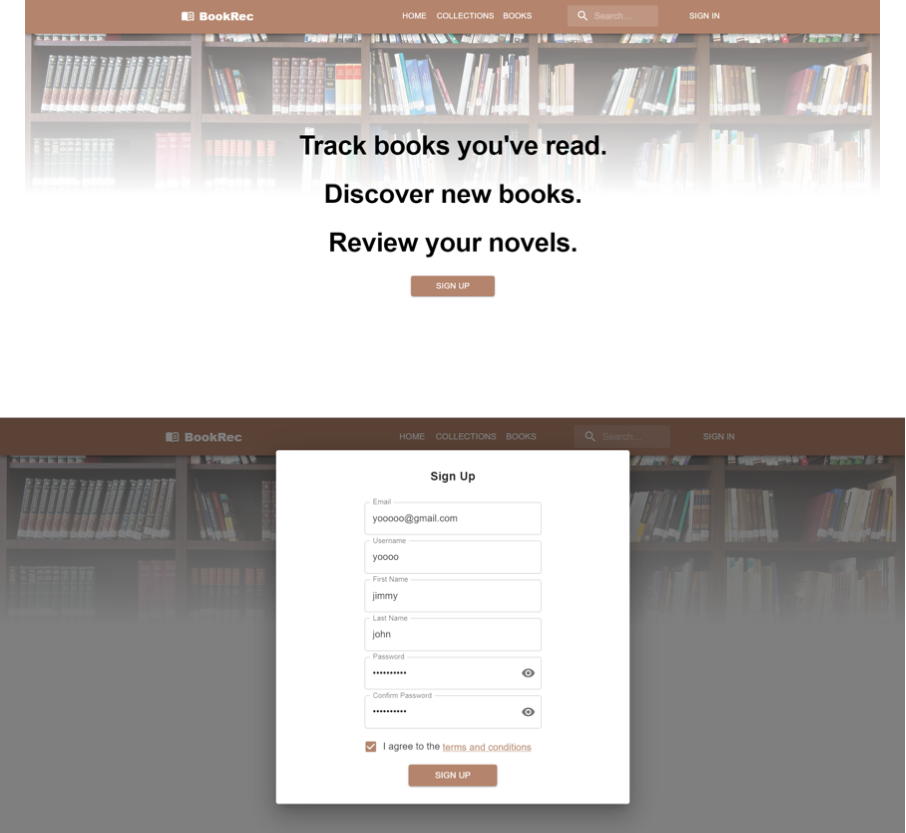 BookRec
HOME COLLECTIONS BOOKS
Search...
SIGN IN
Track books you've read.
Discover new books.
Review your novels.
SIGN UP
BookRec
HOME COLLECTIONS BOOKS
Search...
SIGN IN
Sign Up
Email
yooooo@gmail.com
Username
yoooo
First Name
jimmy
Last Name
john
Password
••••••••••
Confirm Password
••••••••••
I agree to the terms and conditions
SIGN UP